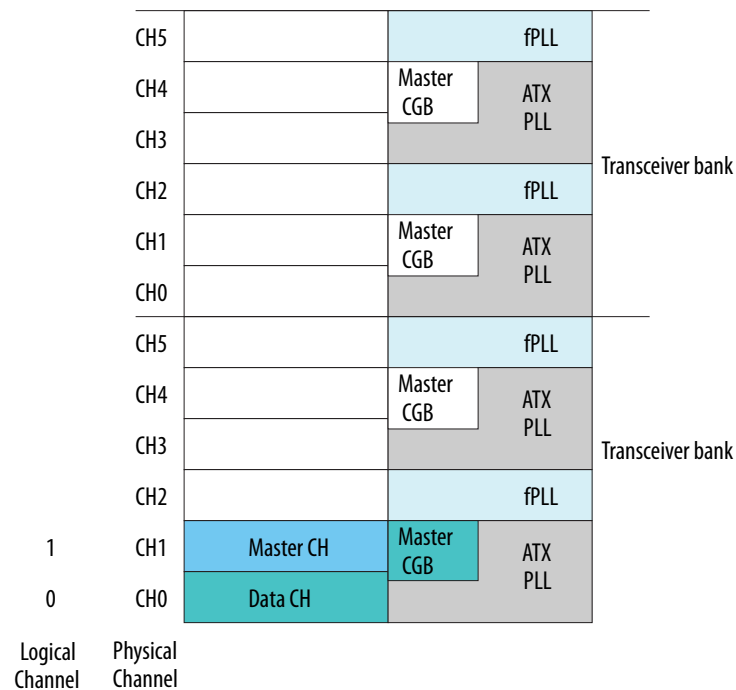 CH5 fPLL
CH4 Master CGB ATX PLL
CH3
Transceiver bank
CH2 fPLL
CH1 Master CGB ATX PLL
CH0
CH5 fPLL
CH4 Master CGB ATX PLL
CH3
Transceiver bank
CH2 fPLL
1 CH1 Master CH Master CGB ATX PLL
0 CH0 Data CH
Logical Channel Physical Channel